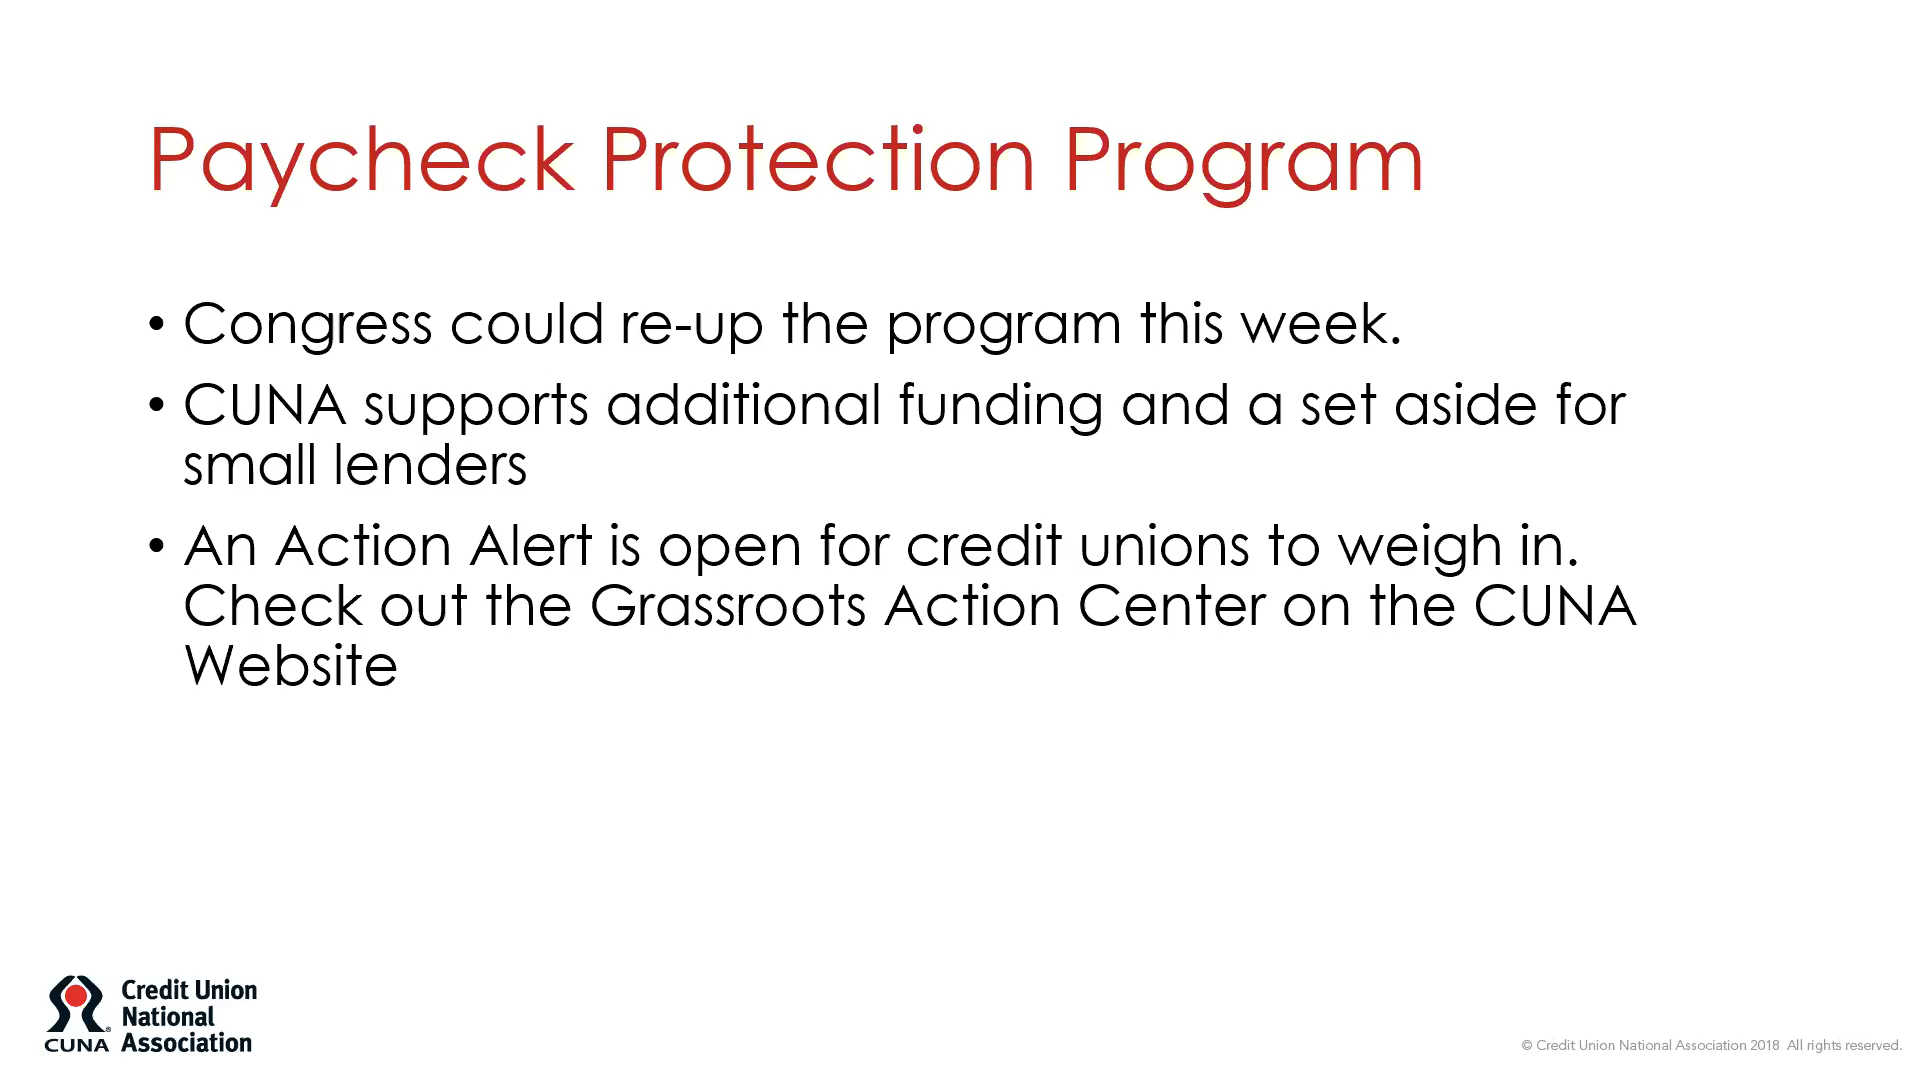 Paycheck Protection Program
• Congress could re-up the program this week.
• CUNA supports additional funding and a set aside for
small lenders
• An Action Alert is open for credit unions to weigh in.
Check out the Grassroots Action Center on the CUNA
Website
Credit Union
National
Association
CUNA
®
© Credit Union National Association 2018 All rights reserved.